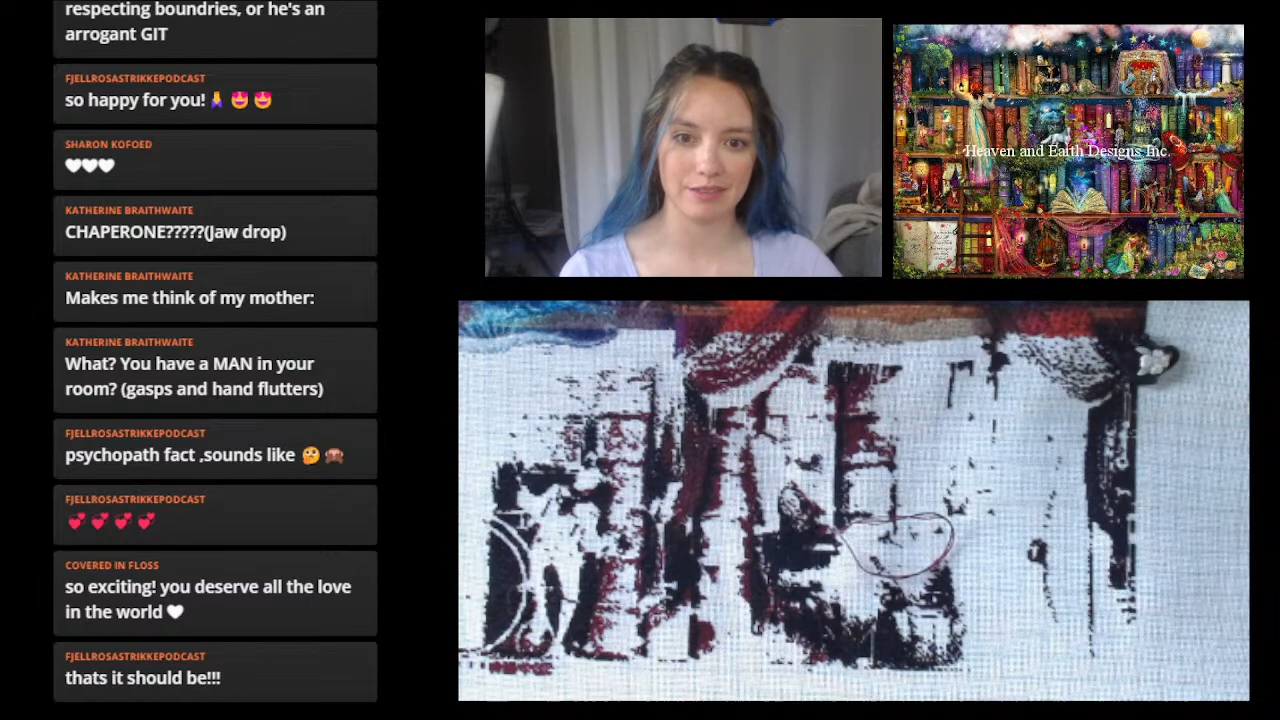 respecting boundries, or he's an
arrogant GIT
FJELLROSASTRIKKEPODCAST
so happy for you!
SHARON KOFOED
KATHERINE BRAITHWAITE
CHAPERONE?????(Jaw drop)
KATHERINE BRAITHWAITE
Makes me think of my mother:
KATHERINE BRAITHWAITE
What? You have a MAN in your
room? (gasps and hand flutters)
FJELLROSASTRIKKEPODCAST
psychopath fact ,sounds like
FJELLROSASTRIKKEPODCAST
COVERED IN FLOSS
so exciting! you deserve all the love
in the world
FJELLROSASTRIKKEPODCAST
thats it should be!!!
Heaven and Earth Designs Inc.